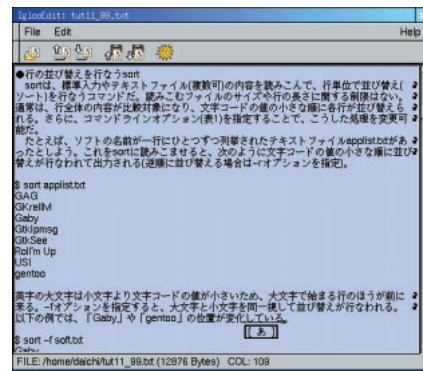 IglooEdit: tut11_99.txt
File Edit Help
●行の並び替えを行なうsort
sortは、標準入力やテキストファイル(複数可)の内容を読みこんで、行単位で並び替え(
ソート)を行なうコマンドだ。読みこむファイルのサイズや行の長さに関する制限はない。
通常は、行全体の内容が比較対象になり、文字コードの値の小さな順に各行が並び替えら
れる。さらに、コマンドラインオプション(表1)を指定することで、こうした処理を変更可
能だ。
たとえば、ソフトの名前が一行にひとつずつ列挙されたテキストファイルapplist.txtがあ
ったとしよう。これをsortに読みこませると、次のように文字コードの値の小さな順に並び
替えが行なわれて出力される(逆順に並び替える場合は-rオプションを指定)。
$ sort applist.txt
GAG
GKrellM
Gaby
GtkIpmsg
GtkSee
Roll'm Up
USI
gentoo
英字の大文字は小文字より文字コードの値が小さいため、大文字で始まる行のほうが前に
来る。-fオプションを指定すると、大文字と小文字を同一視して並び替えが行なわれる。
以下の例では、「Gaby」や「gentoo」の位置が変化している。
[ あ ]
$ sort -f soft.txt
Gaby
FILE: /home/daichi/tut11_99.txt (12876 Bytes) COL: 109